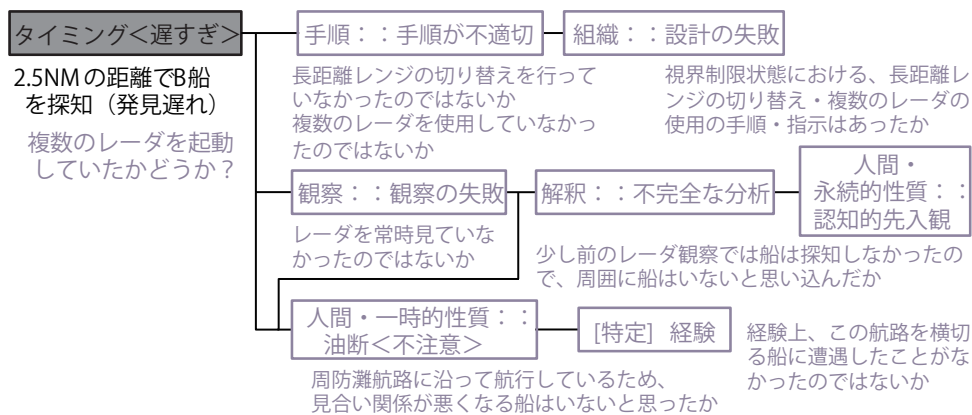 タイミング＜遅すぎ＞
2.5NMの距離でB船
を探知（発見遅れ）
複数のレーダを起動
していたかどうか？
手順：：手順が不適切
長距離レンジの切り替えを行って
いなかったのではないか
複数のレーダを使用していなかっ
たのではないか
組織：：設計の失敗
視界制限状態における、長距離レ
ンジの切り替え・複数のレーダの
使用の手順・指示はあったか
観察：：観察の失敗
レーダを常時見ていな
かったのではないか
解釈：：不完全な分析
少し前のレーダ観察では船は探知しなかったの
で、周囲に船はいないと思い込んだか
人間・
永続的性質：：
認知的先入観
人間・一時的性質：：
油断＜不注意＞
周防灘航路に沿って航行しているため、
見合い関係が悪くなる船はいないと思ったか
[特定] 経験
経験上、この航路を横切
る船に遭遇したことがな
かったのではないか